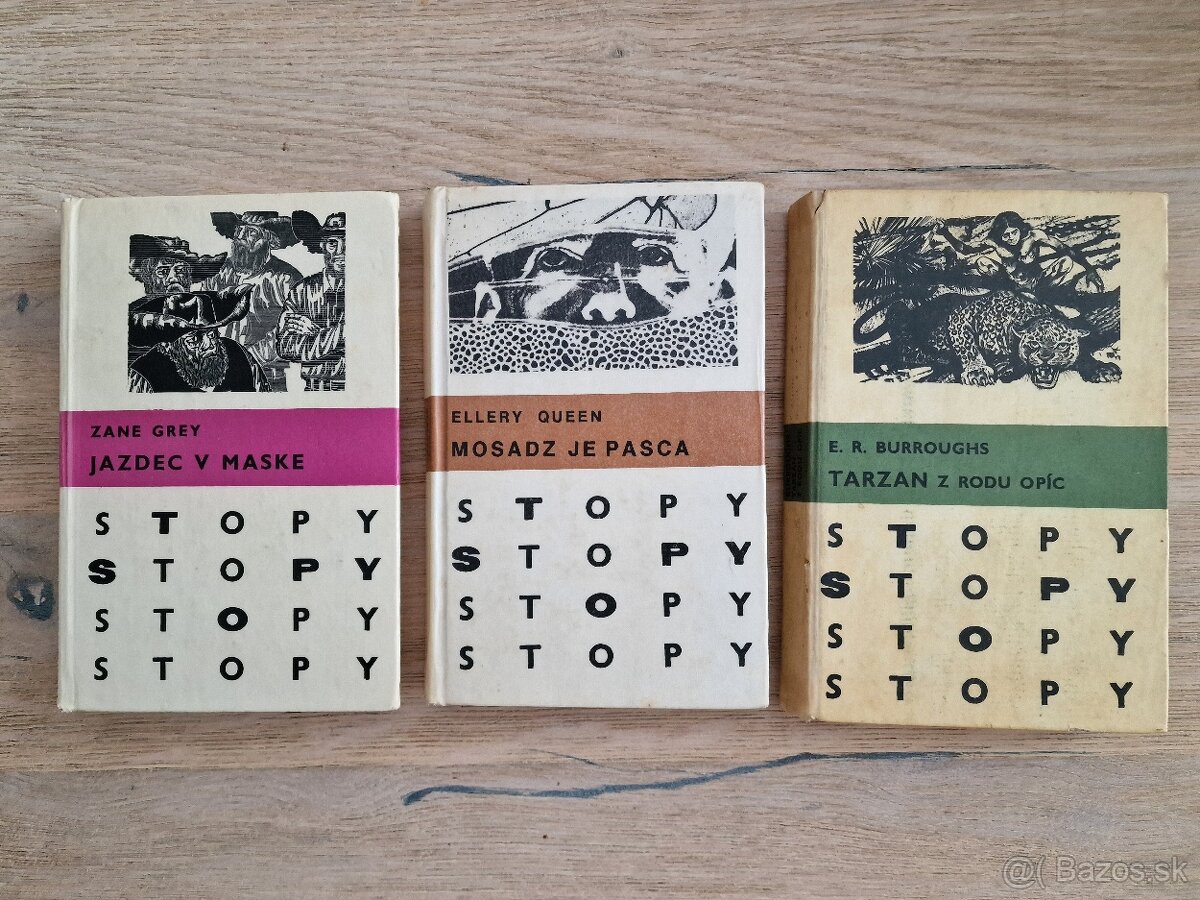 ZANE GREY
JAZDEC V MASKE
STOPY
STOPY
STOPY
STOPY
ELLERY QUEEN
MOSADZ JE PASCA
STOPY
STOPY
STOPY
STOPY
E. R. BURROUGHS
TARZAN Z RODU OPÍC
STOPY
STOPY
STOPY
STOPY
@( Bazos.sk